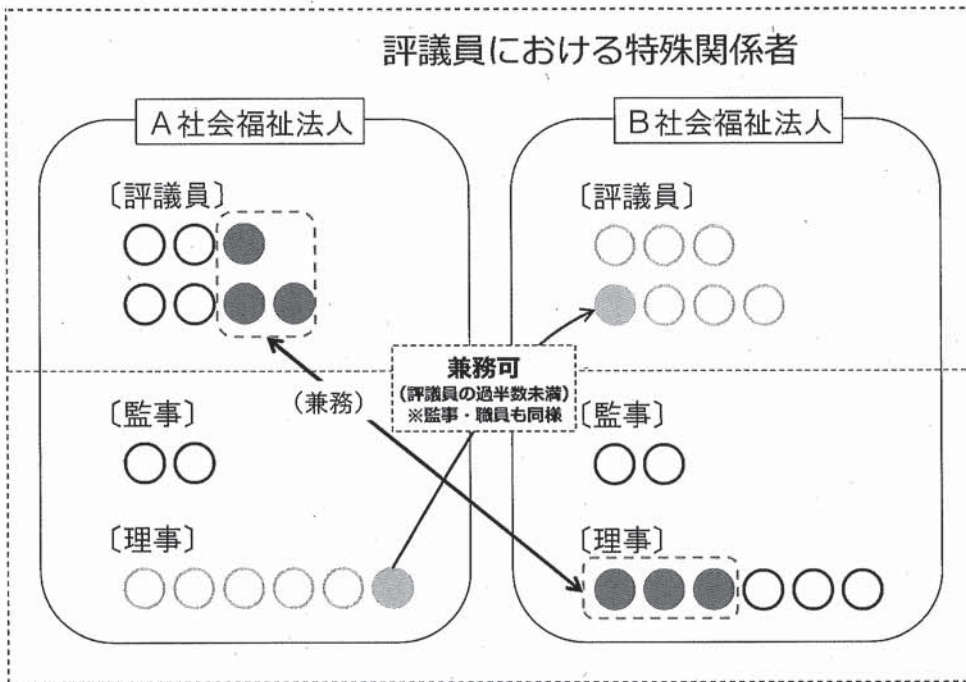 評議員における特殊関係者
A社会福祉法人
B社会福祉法人
〔評議員〕
〔評議員〕
兼務可
(評議員の過半数未満)
※監事・職員も同様
(兼務)
〔監事〕
〔監事〕
〔理事〕
〔理事〕